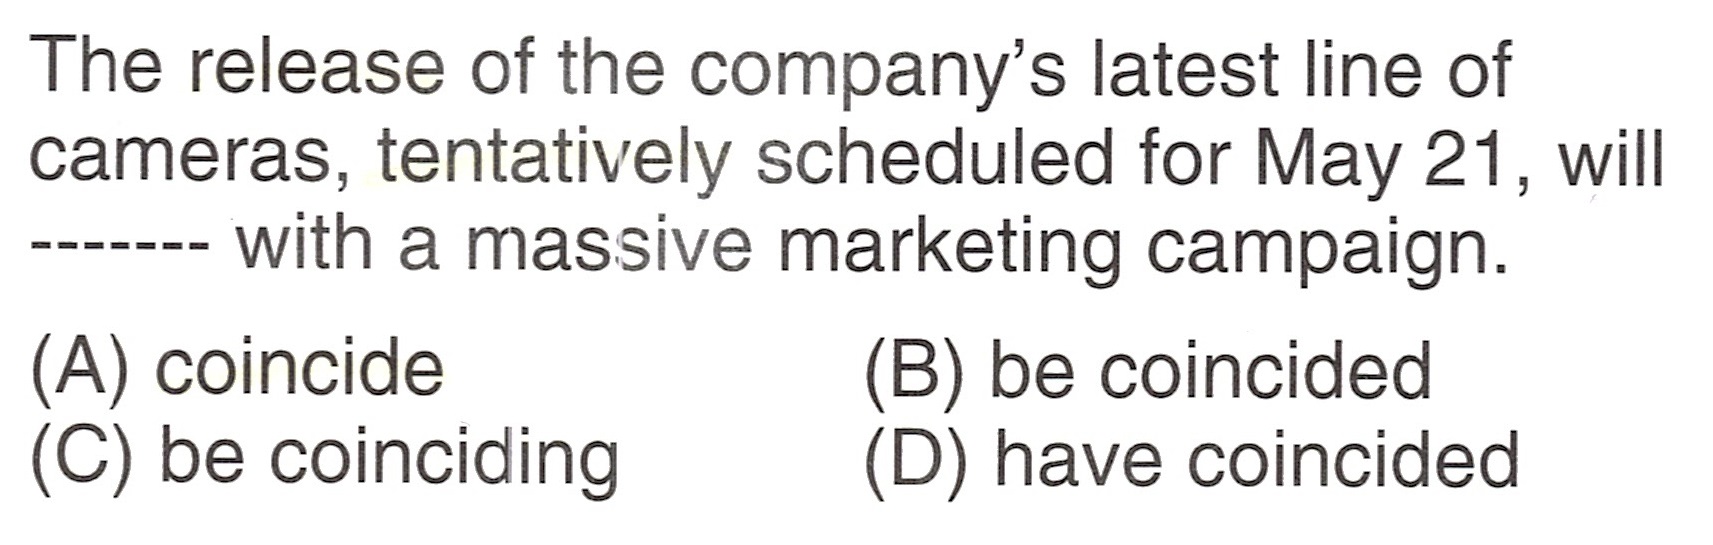 The release of the company's latest line of
cameras, tentatively scheduled for May 21, will
------- with a massive marketing campaign.
(A) coincide (B) be coincided
(C) be coinciding (D) have coincided